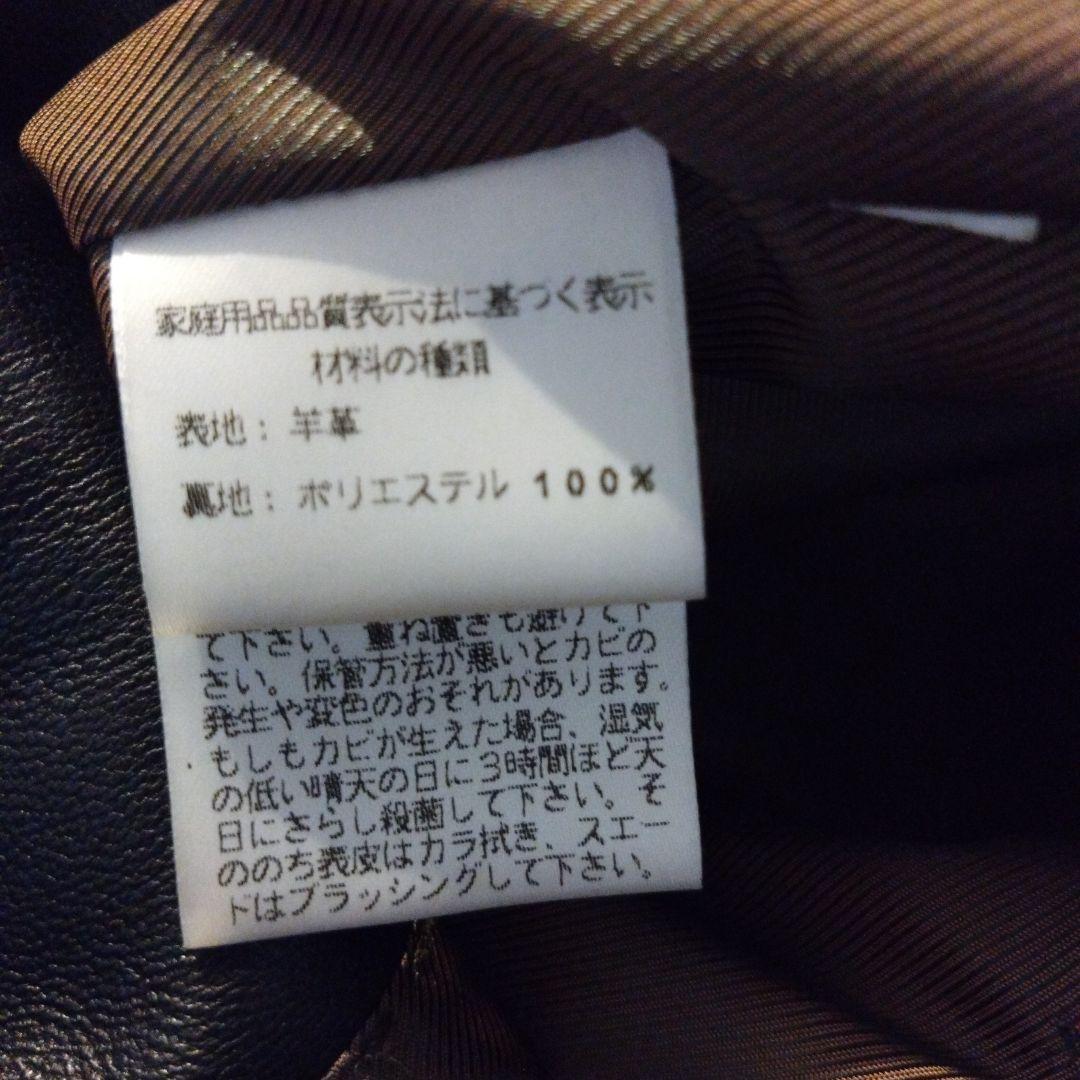 家庭用品品質表示法に基づく表示
材料の種類
表地：羊革
裏地：ポリエステル 100%
て下さい。重ね置きも避けて下
さい。保管方法が悪いとカビの
発生や変色のおそれがあります。
もしもカビが生えた場合、湿気
の低い晴天の日に3時間ほど天
日にさらし殺菌して下さい。そ
ののち表皮はカラ拭き、スエー
ドはブラッシングして下さい。